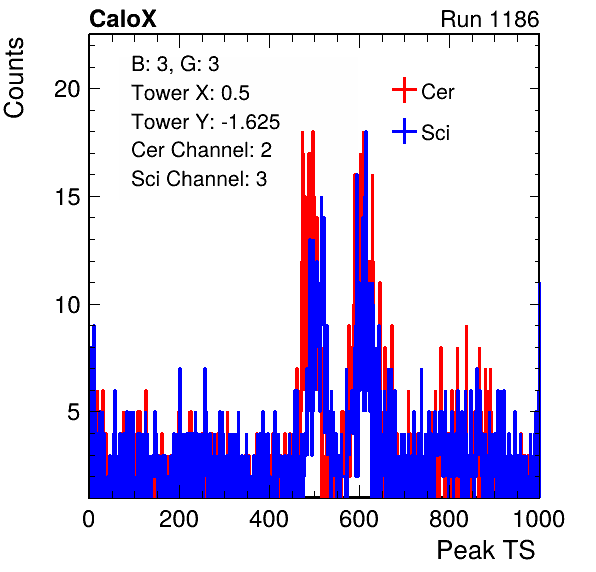 CaloX Run 1186
Counts
B: 3, G: 3
Tower X: 0.5
Tower Y: -1.625
Cer Channel: 2
Sci Channel: 3
Cer
Sci
20
15
10
5
0 200 400 600 800 1000
Peak TS